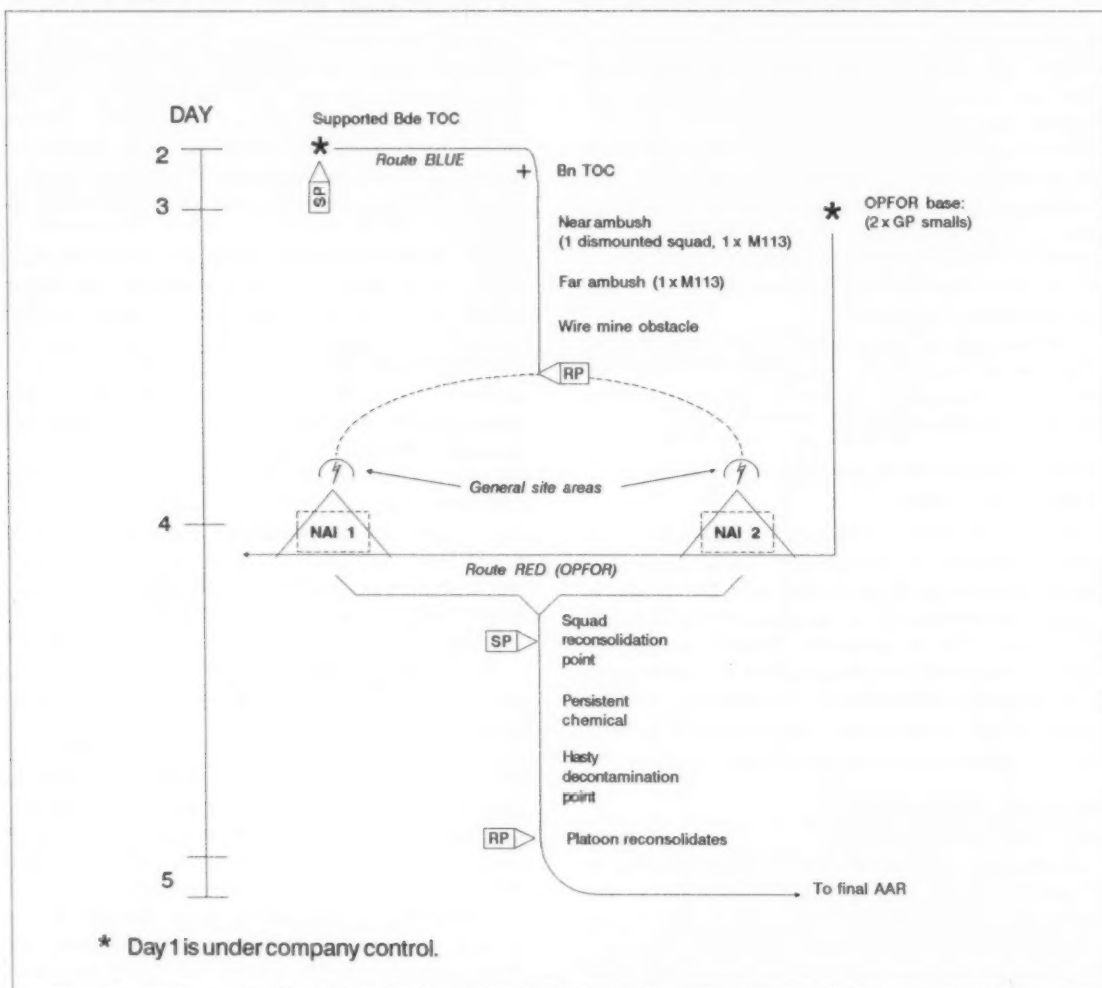 DAY
Supported Bde TOC
*
2
Route BLUE
SP
+
Bn TOC
3
*
OPFOR base:
(2 x GP smalls)
Near ambush
(1 dismounted squad, 1 x M113)
Far ambush (1 x M113)
Wire mine obstacle
RP
General site areas
4
NAI 1
NAI 2
Route RED (OPFOR)
SP
Squad
reconsolidation
point
Persistent
chemical
Hasty
decontamination
point
RP
Platoon reconsolidates
5
To final AAR
* Day 1 is under company control.